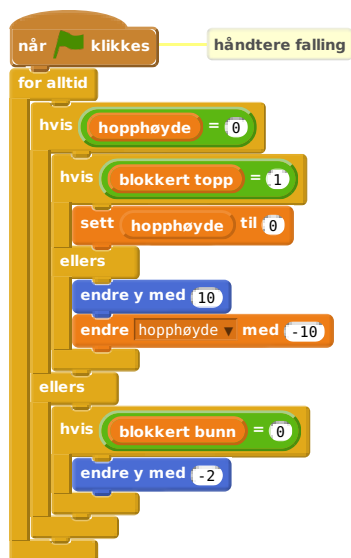 når klikkes håndtere falling
for alltid
hvis hopphøyde = 0
hvis blokkert topp = 1
sett hopphøyde til 0
ellers
endre y med 10
endre hopphøyde ▼ med -10
ellers
hvis blokkert bunn = 0
endre y med -2